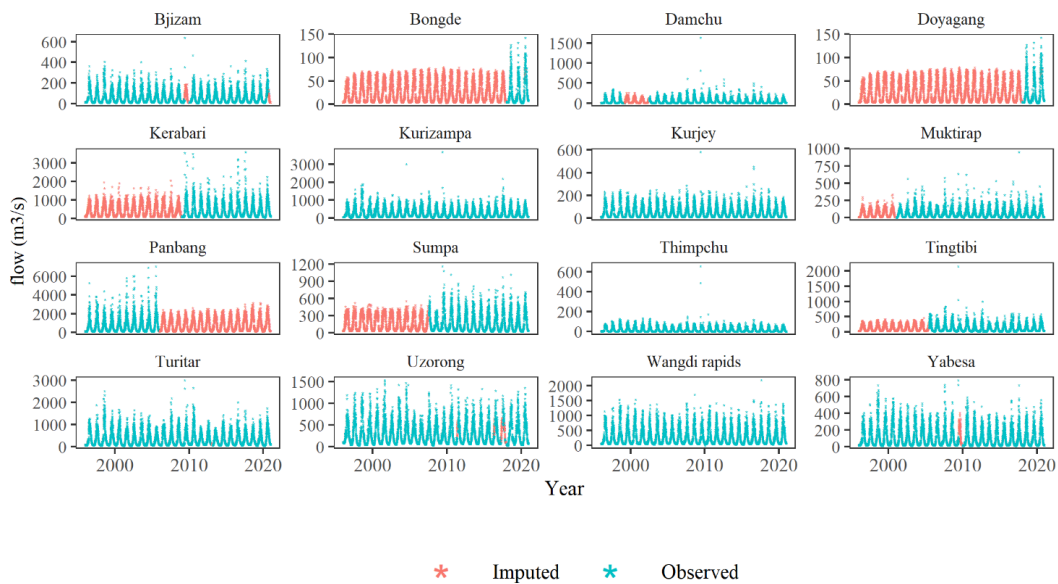 Bjizam Bongde Damchu Doyagang
600 400 200 0
150 100 50 0
1500 1000 500 0
150 100 50 0
Kerabari Kurizampa Kurjey Muktirap
3000 2000 1000 0
3000 2000 1000 0
600 400 200 0
1000 750 500 250 0
flow (m3/s)
Panbang Sumpa Thimpchu Tingtibi
6000 4000 2000 0
1200 900 600 300 0
600 400 200 0
2000 1500 1000 500 0
Turitar Uzorong Wangdi rapids Yabesa
3000 2000 1000 0
1500 1000 500 0
2000 1500 1000 500 0
800 600 400 200 0
2000 2010 2020 2000 2010 2020 2000 2010 2020 2000 2010 2020
Year
Imputed Observed